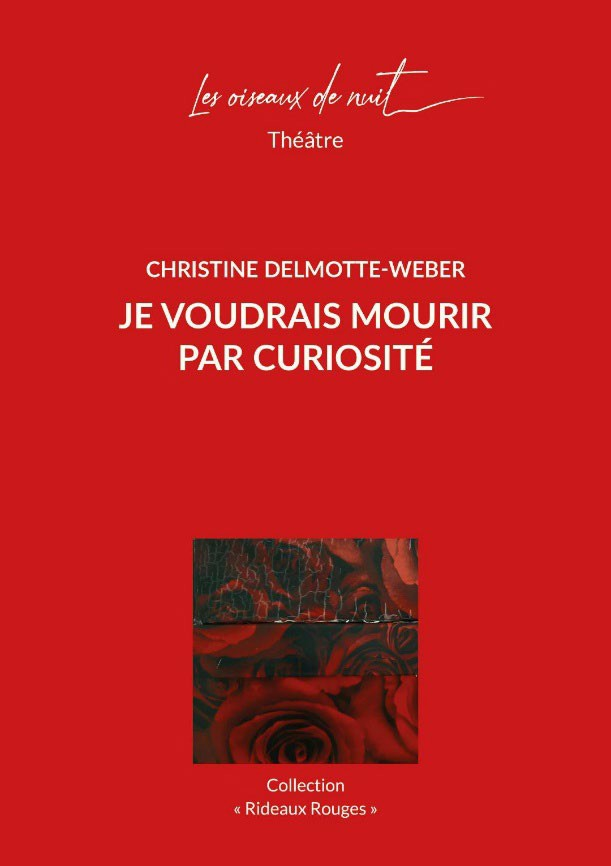 Les oiseaux de nuit
Théâtre
CHRISTINE DELMOTTE-WEBER
JE VOUDRAIS MOURIR
PAR CURIOSITÉ
Collection
« Rideaux Rouges »